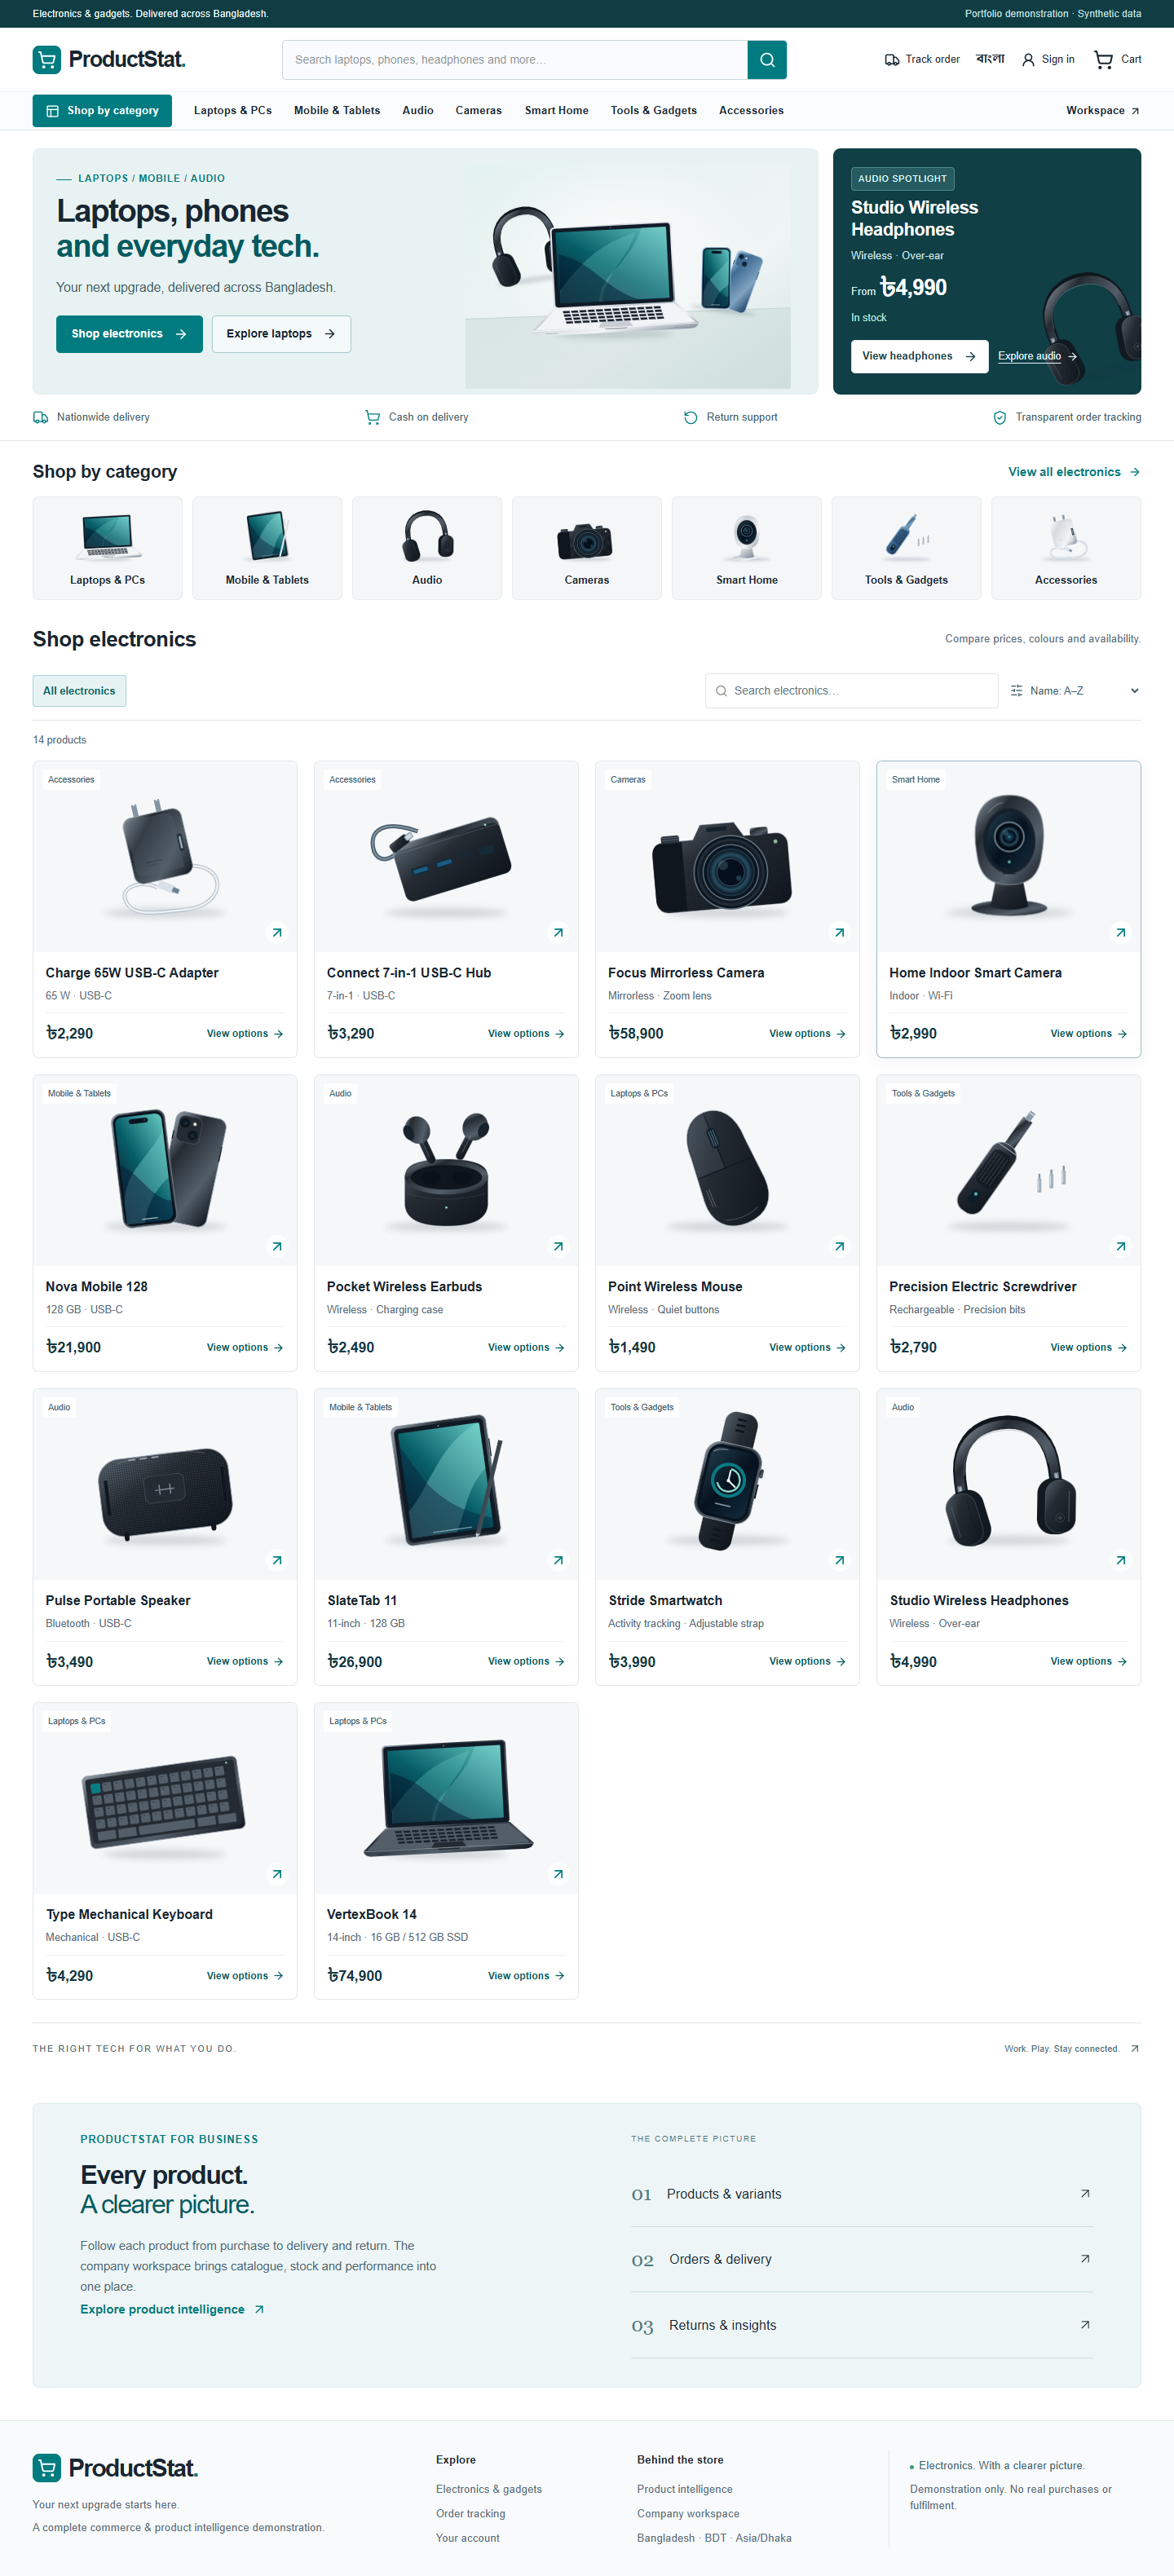 Electronics & gadgets. Delivered across Bangladesh.
Portfolio demonstration · Synthetic data
ProductStat.
Search laptops, phones, headphones and more…
Track order
বাংলা
Sign in
Cart
Shop by category
Laptops & PCs
Mobile & Tablets
Audio
Cameras
Smart Home
Tools & Gadgets
Accessories
Workspace
LAPTOPS / MOBILE / AUDIO
Laptops, phones
and everyday tech.
Your next upgrade, delivered across Bangladesh.
Shop electronics
Explore laptops
AUDIO SPOTLIGHT
Studio Wireless
Headphones
Wireless · Over-ear
From ৳4,990
In stock
View headphones
Explore audio
Nationwide delivery
Cash on delivery
Return support
Transparent order tracking
Shop by category
View all electronics
Laptops & PCs
Mobile & Tablets
Audio
Cameras
Smart Home
Tools & Gadgets
Accessories
Shop electronics
Compare prices, colours and availability.
All electronics
Search electronics…
Name: A–Z
14 products
Accessories
Charge 65W USB-C Adapter
65 W · USB-C
৳2,290
View options
Accessories
Connect 7-in-1 USB-C Hub
7-in-1 · USB-C
৳3,290
View options
Cameras
Focus Mirrorless Camera
Mirrorless · Zoom lens
৳58,900
View options
Smart Home
Home Indoor Smart Camera
Indoor · Wi-Fi
৳2,990
View options
Mobile & Tablets
Nova Mobile 128
128 GB · USB-C
৳21,900
View options
Audio
Pocket Wireless Earbuds
Wireless · Charging case
৳2,490
View options
Laptops & PCs
Point Wireless Mouse
Wireless · Quiet buttons
৳1,490
View options
Tools & Gadgets
Precision Electric Screwdriver
Rechargeable · Precision bits
৳2,790
View options
Audio
Pulse Portable Speaker
Bluetooth · USB-C
৳3,490
View options
Mobile & Tablets
SlateTab 11
11-inch · 128 GB
৳26,900
View options
Tools & Gadgets
Stride Smartwatch
Activity tracking · Adjustable strap
৳3,990
View options
Audio
Studio Wireless Headphones
Wireless · Over-ear
৳4,990
View options
Laptops & PCs
Type Mechanical Keyboard
Mechanical · USB-C
৳4,290
View options
Laptops & PCs
VertexBook 14
14-inch · 16 GB / 512 GB SSD
৳74,900
View options
THE RIGHT TECH FOR WHAT YOU DO.
Work. Play. Stay connected.
PRODUCTSTAT FOR BUSINESS
Every product.
A clearer picture.
Follow each product from purchase to delivery and return. The
company workspace brings catalogue, stock and performance into
one place.
Explore product intelligence
THE COMPLETE PICTURE
01 Products & variants
02 Orders & delivery
03 Returns & insights
ProductStat.
Your next upgrade starts here.
A complete commerce & product intelligence demonstration.
Explore
Electronics & gadgets
Order tracking
Your account
Behind the store
Product intelligence
Company workspace
Bangladesh · BDT · Asia/Dhaka
Electronics. With a clearer picture.
Demonstration only. No real purchases or
fulfilment.